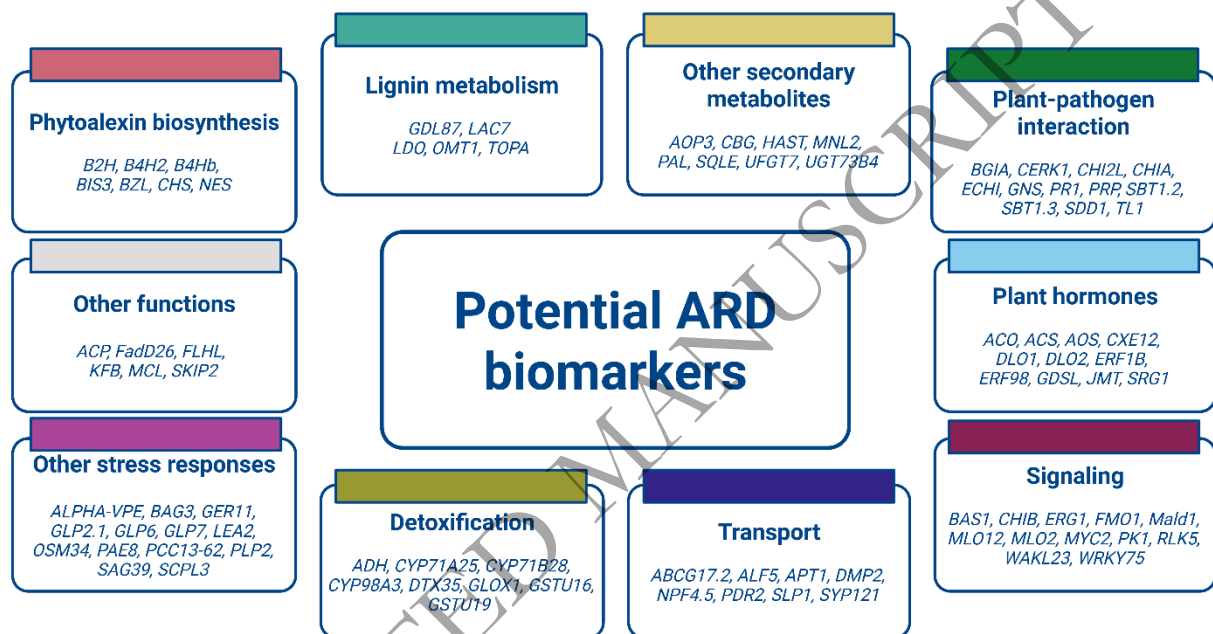 Phytoalexin biosynthesis
B2H, B4H2, B4Hb,
BIS3, BZL, CHS, NES
Lignin metabolism
GDL87, LAC7
LDO, OMT1, TOPA
Other secondary
metabolites
AOP3, CBG, HAST, MNL2,
PAL, SQLE, UFGT7, UGT73B4
Plant-pathogen
interaction
BGIA, CERK1, CHI2L, CHIA,
ECHI, GNS, PR1, PRP, SBT1.2,
SBT1.3, SDD1, TL1
Other functions
ACP, FadD26, FLHL,
KFB, MCL, SKIP2
Potential ARD
biomarkers
Plant hormones
ACO, ACS, AOS, CXE12,
DLO1, DLO2, ERF1B,
ERF98, GDSL, JMT, SRG1
Other stress responses
ALPHA-VPE, BAG3, GER11,
GLP2.1, GLP6, GLP7, LEA2,
OSM34, PAE8, PCC13-62, PLP2,
SAG39, SCPL3
Detoxification
ADH, CYP71A25, CYP71B28,
CYP98A3, DTX35, GLOX1, GSTU16,
GSTU19
Transport
ABCG17.2, ALF5, APT1, DMP2,
NPF4.5, PDR2, SLP1, SYP121
Signaling
BAS1, CHIB, ERG1, FMO1, Mald1,
MLO12, MLO2, MYC2, PK1, RLK5,
WAKL23, WRKY75
TED MANUSCRIPT